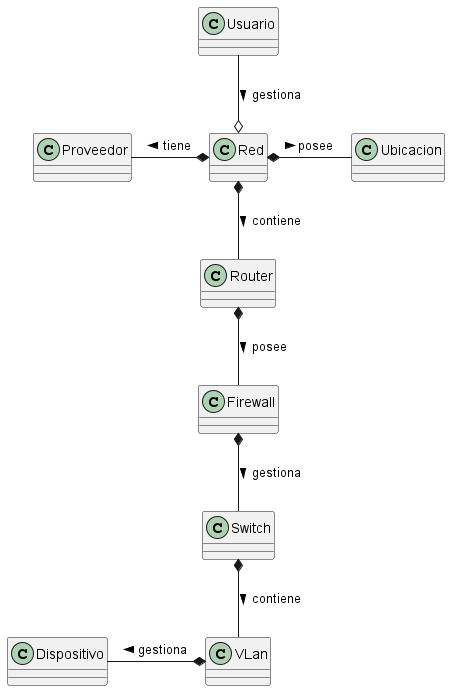 C Usuario
gestiona
C Proveedor
tiene
C Red
posee
C Ubicacion
contiene
C Router
posee
C Firewall
gestiona
C Switch
contiene
C Dispositivo
gestiona
C VLan